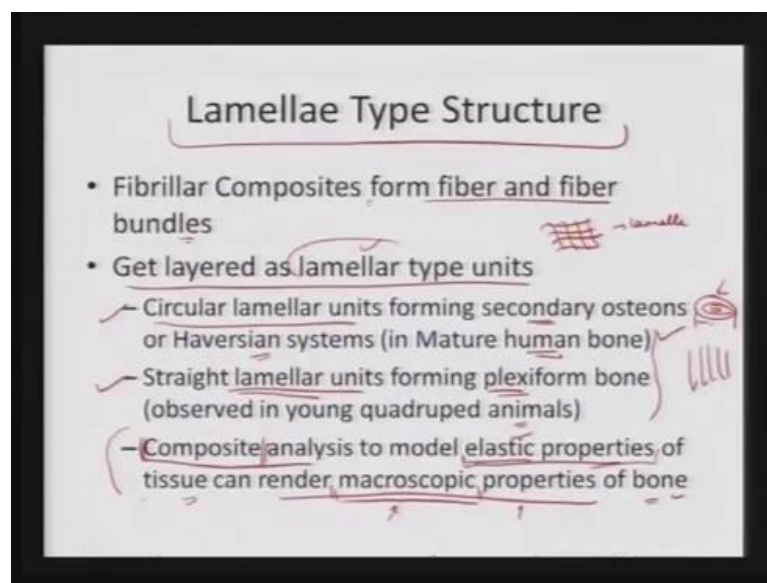 Lamellae Type Structure
• Fibrillar Composites form fiber and fiber
bundles
lamelle
• Get layered as lamellar type units
– Circular lamellar units forming secondary osteons
or Haversian systems (in Mature human bone)
– Straight lamellar units forming plexiform bone
(observed in young quadruped animals)
– Composite analysis to model elastic properties of
tissue can render macroscopic properties of bone